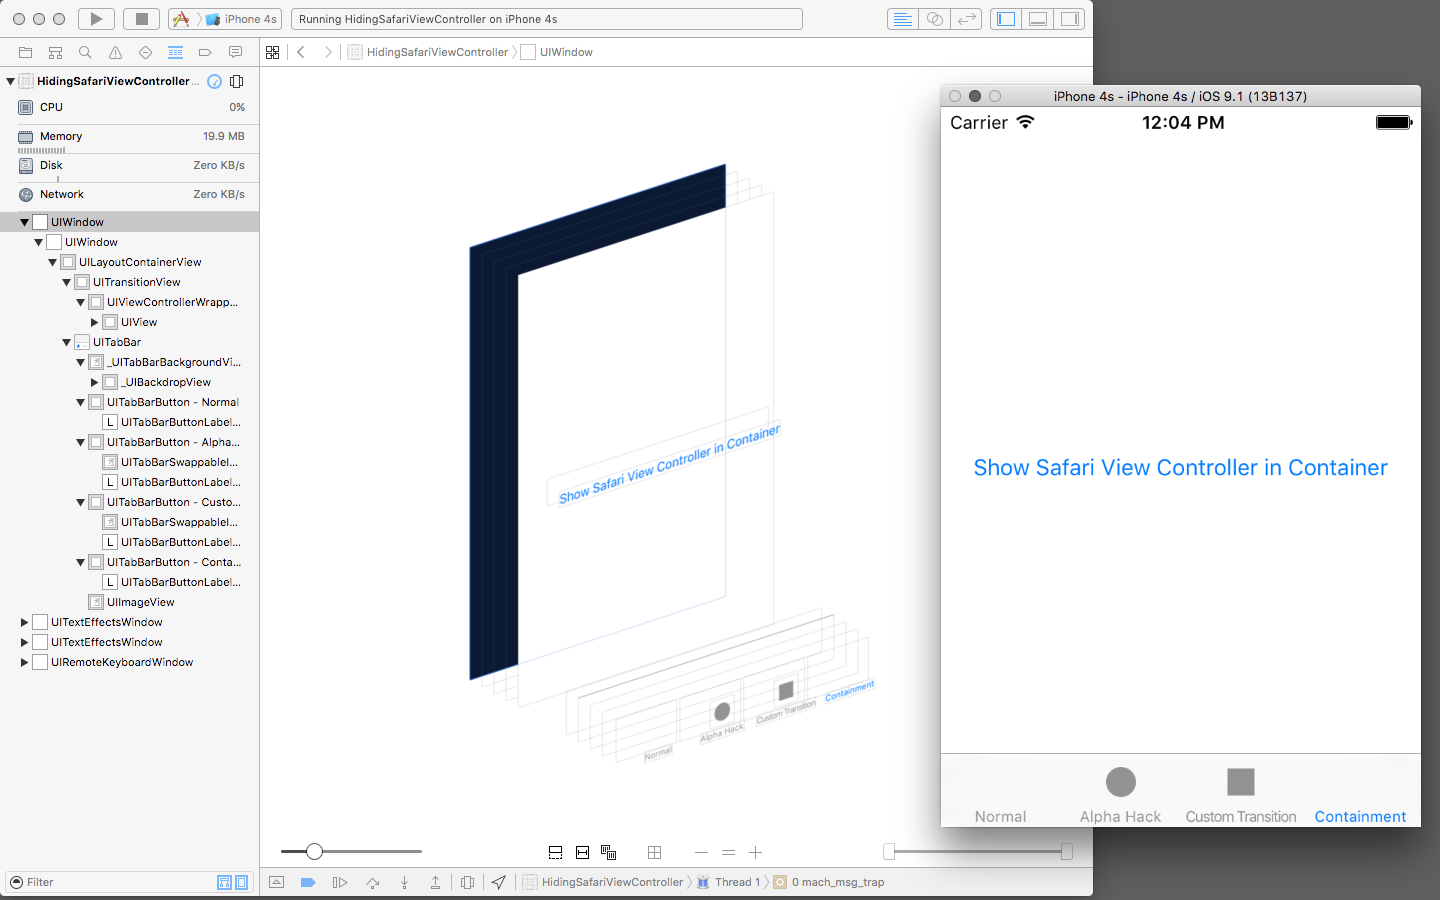 iPhone 4s
Running HidingSafariViewController on iPhone 4s
HidingSafariViewController
UIWindow
HidingSafariViewController...
CPU 0%
Memory 19.9 MB
Disk Zero KB/s
Network Zero KB/s
UIWindow
UIWindow
UILayoutContainerView
UITransitionView
UIViewControllerWrapp...
UIView
UITabBar
_UITabBarBackgroundVi...
_UIBackdropView
UITabBarButton - Normal
L UITabBarButtonLabel...
UITabBarButton - Alpha...
UITabBarSwappableI...
L UITabBarButtonLabel...
UITabBarButton - Custo...
UITabBarSwappableI...
L UITabBarButtonLabel...
UITabBarButton - Conta...
L UITabBarButtonLabel...
UIImageView
UITextEffectsWindow
UITextEffectsWindow
UIRemoteKeyboardWindow
Filter
Show Safari View Controller in Container
Normal
Alpha Hack
Custom Transition
Containment
HidingSafariViewController
Thread 1
0 mach_msg_trap
iPhone 4s - iPhone 4s / iOS 9.1 (13B137)
Carrier 12:04 PM
Show Safari View Controller in Container
Normal Alpha Hack Custom Transition Containment